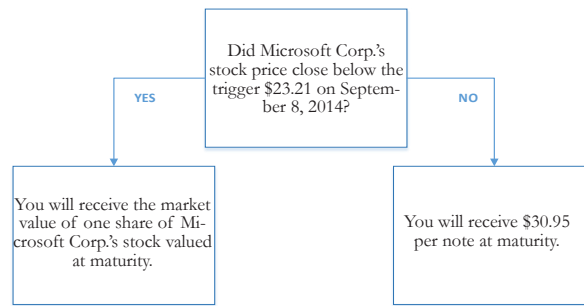 Did Microsoft Corp.'s
stock price close below the
trigger $23.21 on Septem-
ber 8, 2014?
YES
NO
You will receive the market
value of one share of Mi-
crosoft Corp.'s stock valued
at maturity.
You will receive $30.95
per note at maturity.